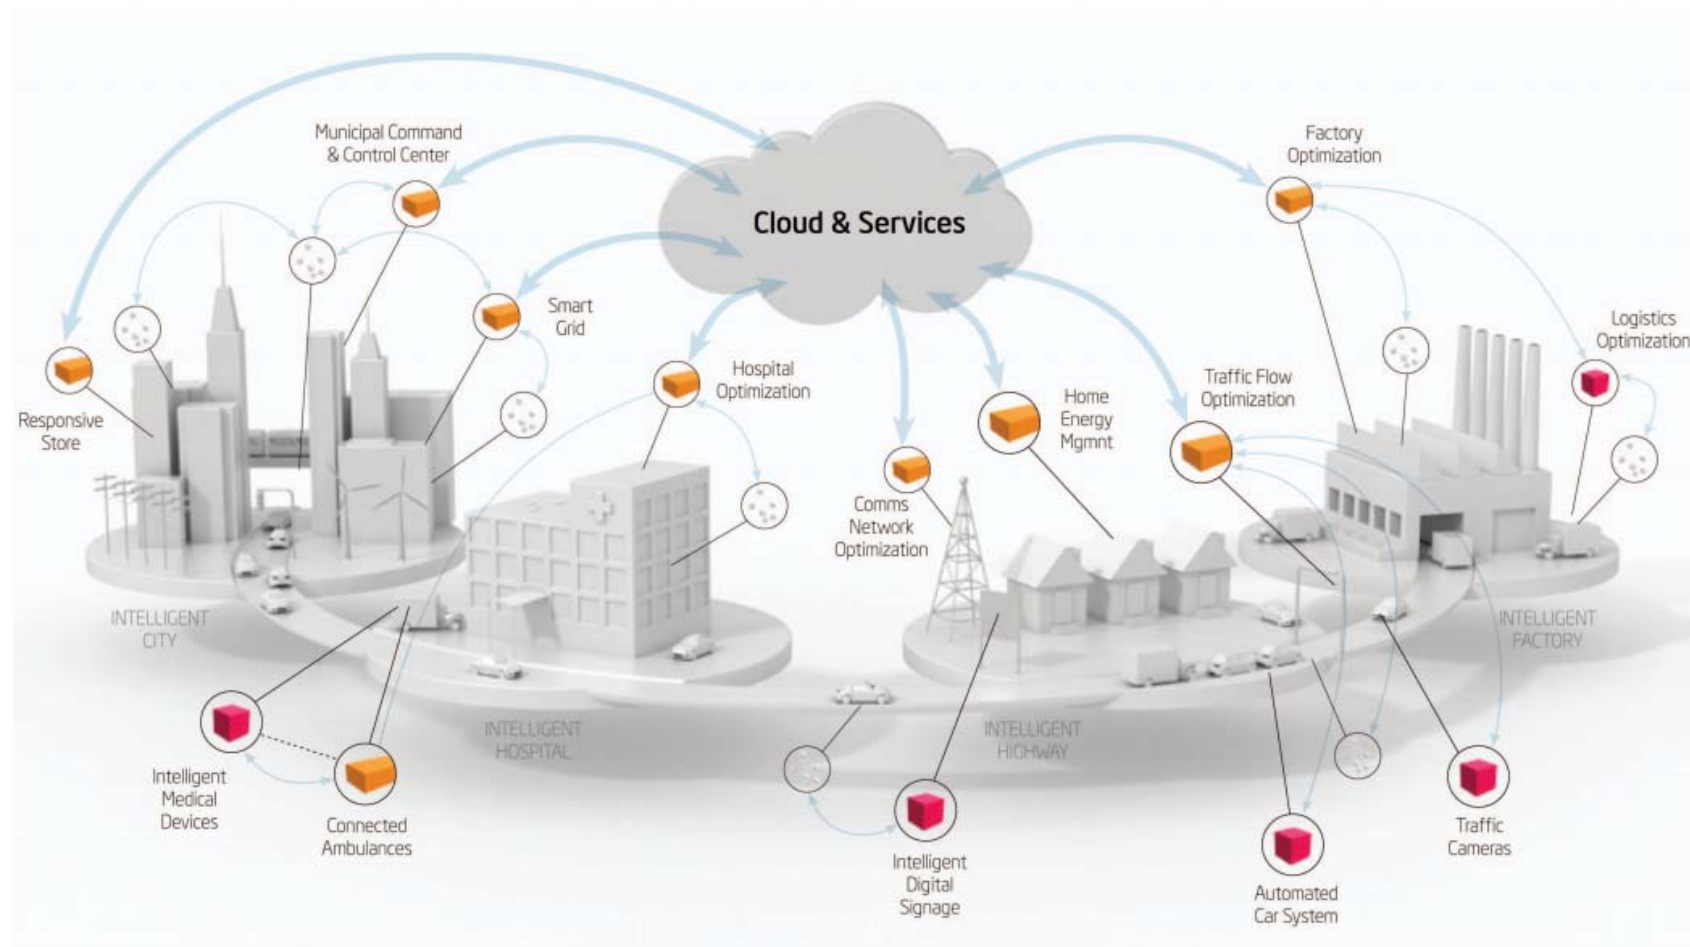 Municipal Command
& Control Center
Factory
Optimization
Cloud & Services
Smart
Grid
Logistics
Optimization
Hospital
Optimization
Home
Energy
Mgmnt
Traffic Flow
Optimization
Responsive
Store
Comms
Network
Optimization
INTELLIGENT
CITY
INTELLIGENT
FACTORY
INTELLIGENT
HOSPITAL
INTELLIGENT
HIGHWAY
Intelligent
Medical
Devices
Connected
Ambulances
Intelligent
Digital
Signage
Automated
Car System
Traffic
Cameras